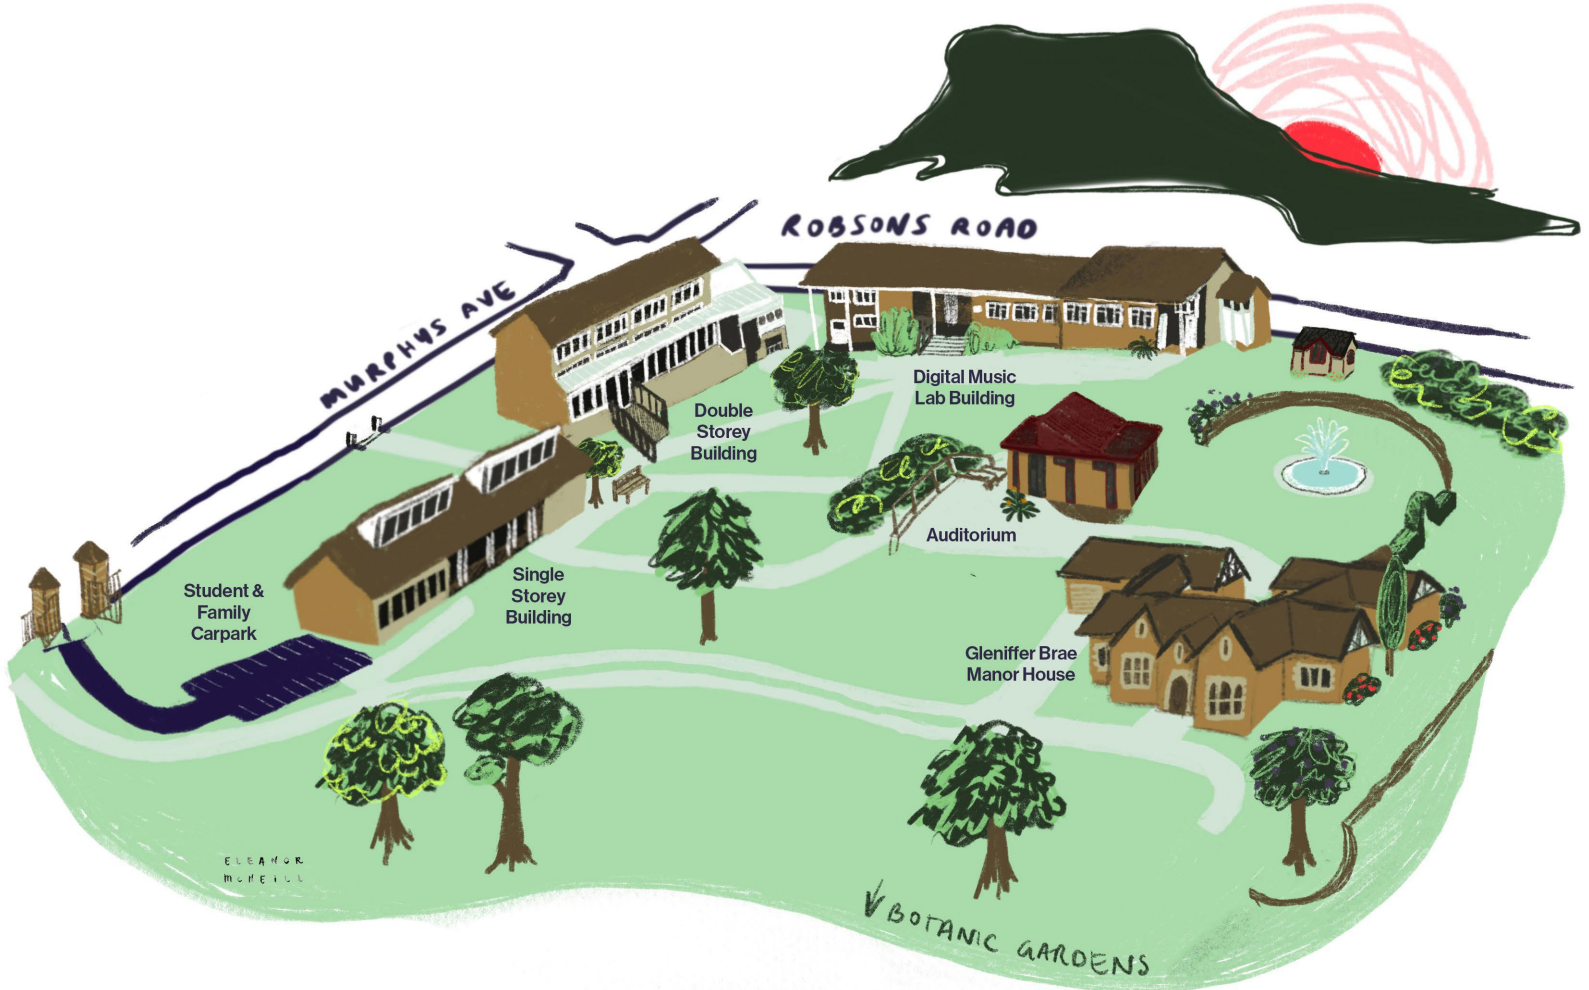 ROBSONS ROAD
MURPHYS AVE
Digital Music
Lab Building
Double
Storey
Building
Auditorium
Single
Storey
Building
Student &
Family
Carpark
Gleniffer Brae
Manor House
ELEANOR
MCNEILL
BOTANIC GARDENS